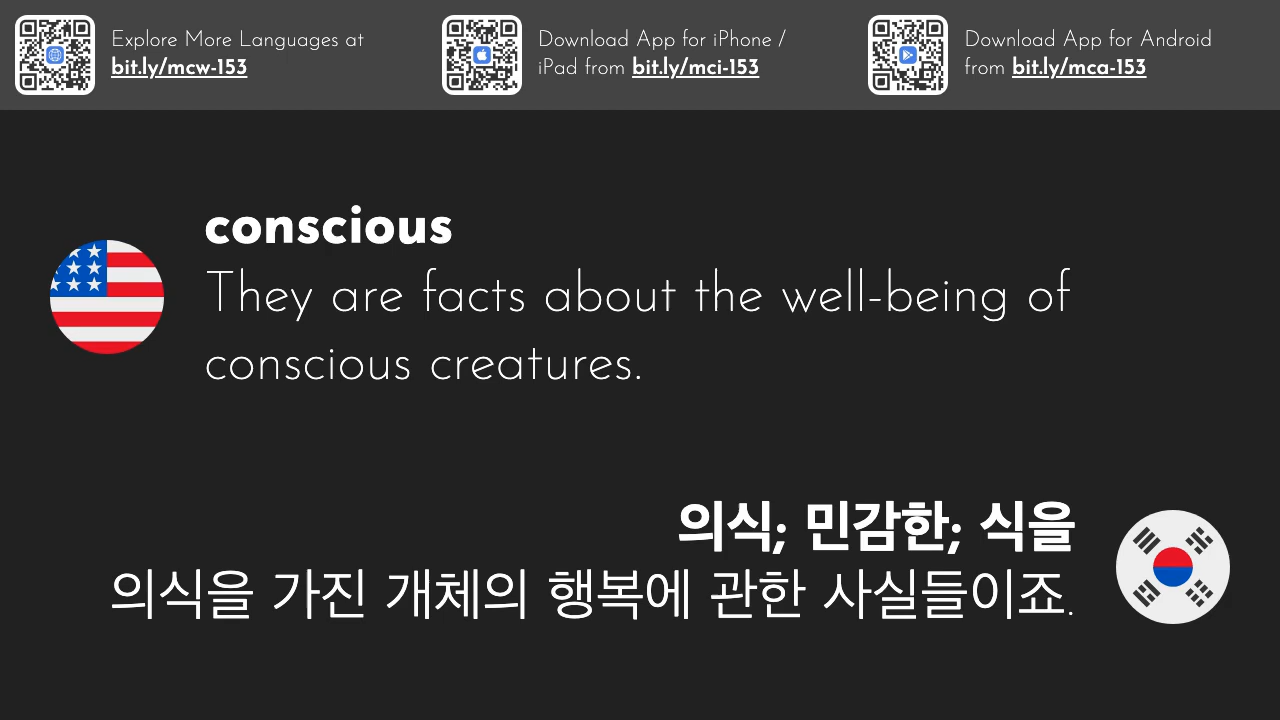 Explore More Languages at
bit.ly/mcw-153
Download App for iPhone /
iPad from bit.ly/mci-153
Download App for Android
from bit.ly/mca-153
conscious
They are facts about the well-being of
conscious creatures.
의식; 민감한; 식을
의식을 가진 개체의 행복에 관한 사실들이죠.